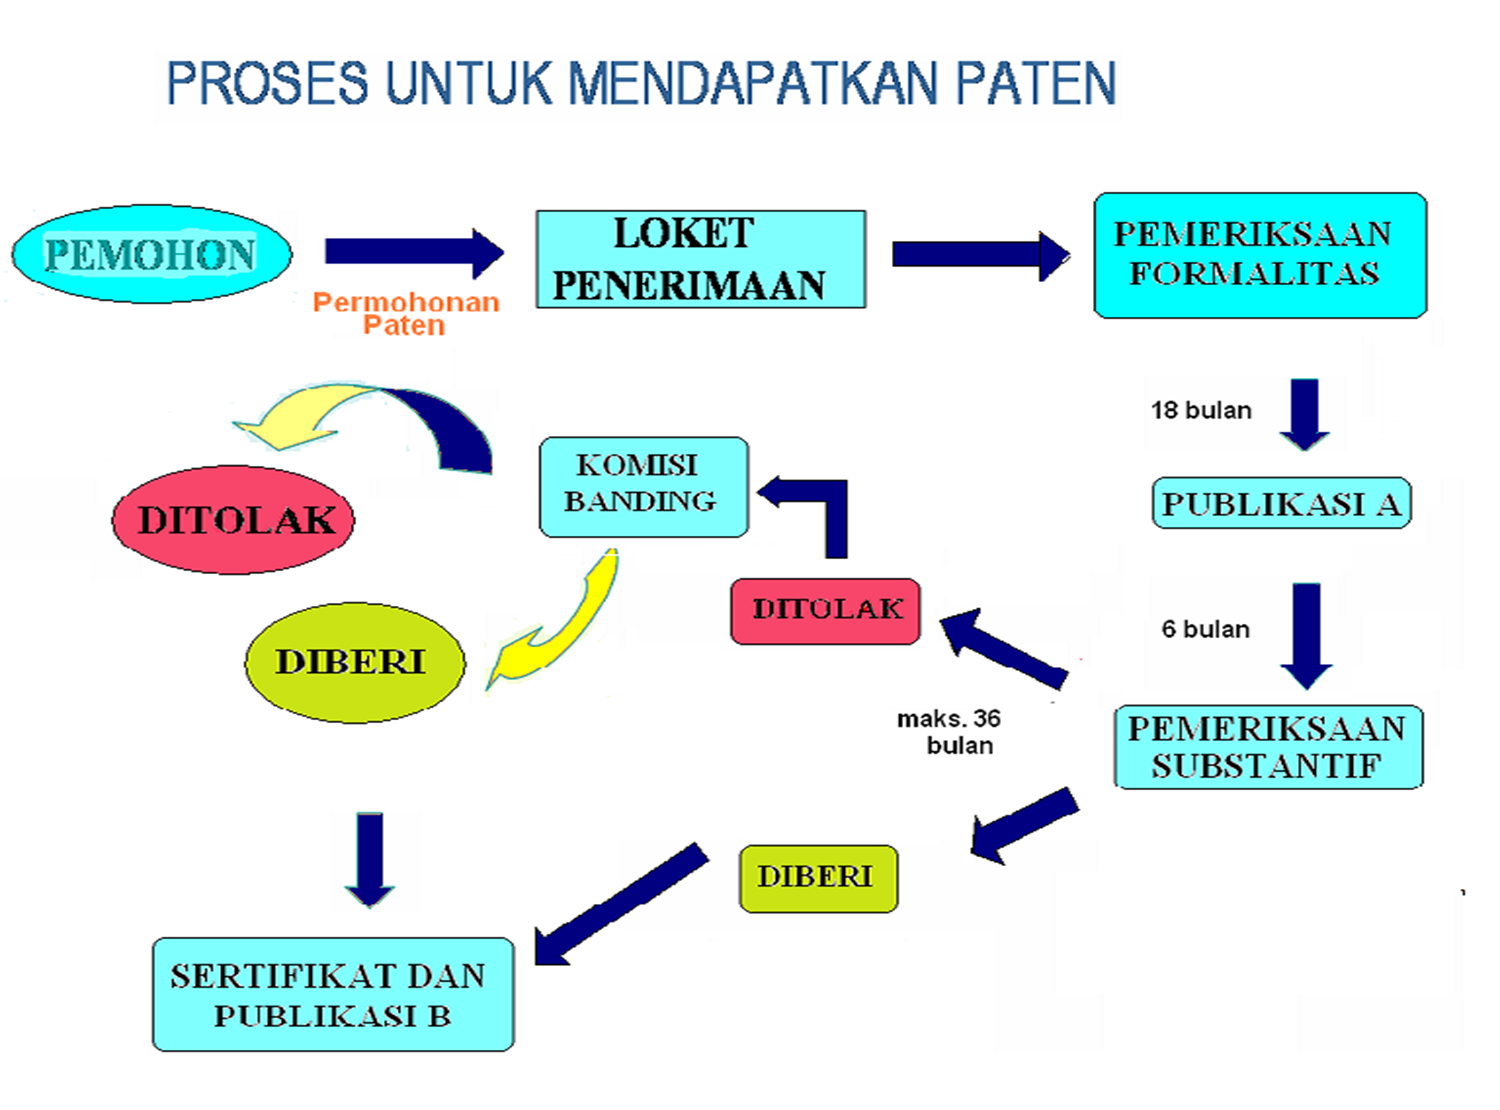 PROSES UNTUK MENDAPATKAN PATEN
PEMOHON
Permohonan
Paten
LOKET
PENERIMAAN
PEMERIKSAAN
FORMALITAS
18 bulan
PUBLIKASI A
6 bulan
PEMERIKSAAN
SUBSTANTIF
maks. 36
bulan
DITOLAK
KOMISI
BANDING
DITOLAK
DIBERI
DIBERI
SERTIFIKAT DAN
PUBLIKASI B